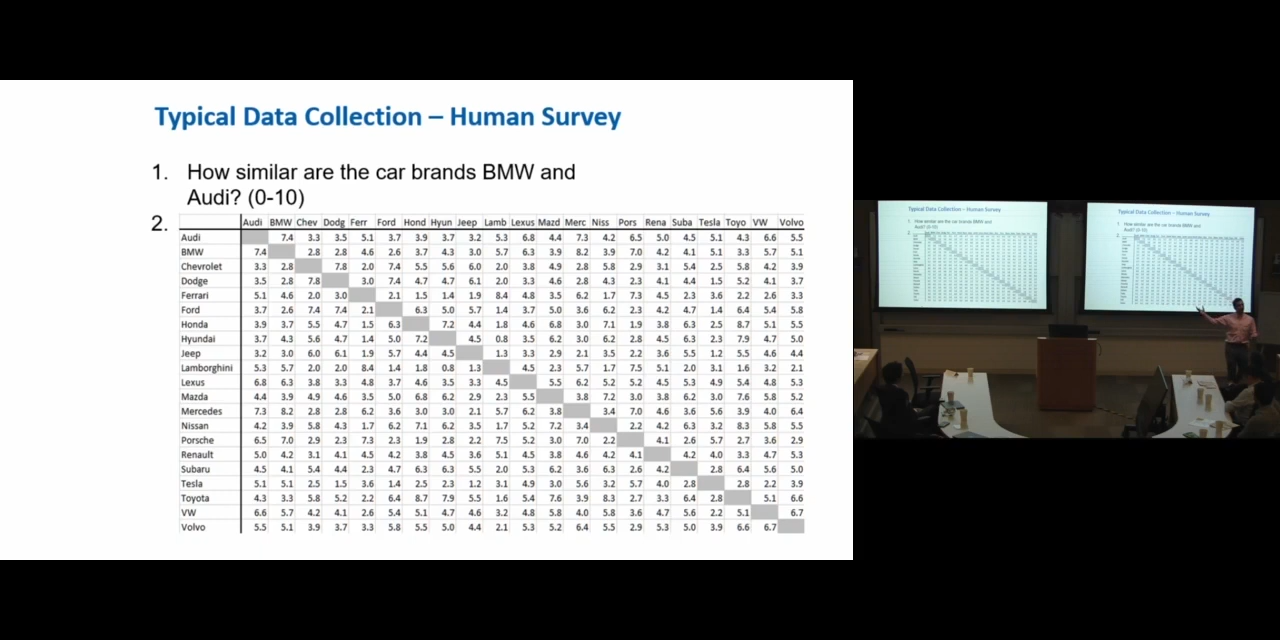 Typical Data Collection – Human Survey
1. How similar are the car brands BMW and
Audi? (0-10)
2.
Audi BMW Chev Dodg Ferr Ford Hond Hyun Jeep Lamb Lexus Mazd Merc Niss Pors Rena Suba Tesla Toyo VW Volvo
Audi 7.4 3.3 3.5 5.1 3.7 3.9 3.7 3.2 5.3 6.8 4.4 7.3 4.2 6.5 5.0 4.5 5.1 4.3 6.6 5.5
BMW 7.4 2.8 2.8 4.6 2.6 3.7 4.3 3.0 5.7 6.3 3.9 8.2 3.9 7.0 4.2 4.1 5.1 3.3 5.7 5.1
Chevrolet 3.3 2.8 7.8 2.0 7.4 5.5 5.6 6.0 2.0 3.8 4.9 2.8 5.8 2.9 3.1 5.4 2.5 5.8 4.2 3.9
Dodge 3.5 2.8 7.8 3.0 7.4 4.7 4.7 6.1 2.0 3.3 4.6 2.8 4.3 2.3 4.1 4.4 1.5 5.2 4.1 3.7
Ferrari 5.1 4.6 2.0 3.0 2.1 1.5 1.4 1.9 8.4 4.8 3.5 6.2 1.7 7.3 4.5 2.3 3.6 2.2 2.6 3.3
Ford 3.7 2.6 7.4 7.4 2.1 6.3 5.0 5.7 1.4 3.7 5.0 3.6 6.2 2.3 4.2 4.7 1.4 6.4 5.4 5.8
Honda 3.9 3.7 5.5 4.7 1.5 6.3 7.2 4.4 1.8 4.6 6.8 3.0 7.1 1.9 3.8 6.3 2.5 8.7 5.1 5.5
Hyundai 3.7 4.3 5.6 4.7 1.4 5.0 7.2 4.5 0.8 3.5 6.2 3.0 6.2 2.8 4.5 6.3 2.3 7.9 4.7 5.0
Jeep 3.2 3.0 6.0 6.1 1.9 5.7 4.4 4.5 1.3 3.3 2.9 2.1 3.5 2.2 3.6 5.5 1.2 5.5 4.6 4.4
Lamborghini 5.3 5.7 2.0 2.0 8.4 1.4 1.8 0.8 1.3 4.5 2.3 5.7 1.7 7.5 5.1 2.0 3.1 1.6 3.2 2.1
Lexus 6.8 6.3 3.8 3.3 4.8 3.7 4.6 3.5 3.3 4.5 5.5 6.2 5.2 5.2 4.5 5.3 4.9 5.4 4.8 5.3
Mazda 4.4 3.9 4.9 4.6 3.5 5.0 6.8 6.2 2.9 2.3 5.5 3.8 7.2 3.0 3.8 6.2 3.0 7.6 5.8 5.2
Mercedes 7.3 8.2 2.8 2.8 6.2 3.6 3.0 3.0 2.1 5.7 6.2 3.8 3.4 7.0 4.6 3.6 5.6 3.9 4.0 6.4
Nissan 4.2 3.9 5.8 4.3 1.7 6.2 7.1 6.2 3.5 1.7 5.2 7.2 3.4 2.2 4.2 6.3 3.2 8.3 5.8 5.5
Porsche 6.5 7.0 2.9 2.3 7.3 2.3 1.9 2.8 2.2 7.5 5.2 3.0 7.0 2.2 4.1 2.6 5.7 2.7 3.6 2.9
Renault 5.0 4.2 3.1 4.1 4.5 4.2 3.8 4.5 3.6 5.1 4.5 3.8 4.6 4.2 4.1 4.2 4.0 3.3 4.7 5.3
Subaru 4.5 4.1 5.4 4.4 2.3 4.7 6.3 6.3 5.5 2.0 5.3 6.2 3.6 6.3 2.6 4.2 2.8 6.4 5.6 5.0
Tesla 5.1 5.1 2.5 1.5 3.6 1.4 2.5 2.3 1.2 3.1 4.9 3.0 5.6 3.2 5.7 4.0 2.8 2.8 2.2 3.9
Toyota 4.3 3.3 5.8 5.2 2.2 6.4 8.7 7.9 5.5 1.6 5.4 7.6 3.9 8.3 2.7 3.3 6.4 2.8 5.1 6.6
VW 6.6 5.7 4.2 4.1 2.6 5.4 5.1 4.7 4.6 3.2 4.8 5.8 4.0 5.8 3.6 4.7 5.6 2.2 5.1 6.7
Volvo 5.5 5.1 3.9 3.7 3.3 5.8 5.5 5.0 4.4 2.1 5.3 5.2 6.4 5.5 2.9 5.3 5.0 3.9 6.6 6.7
Typical Data Collection – Human Survey
1. How similar are the car brands BMW and
Audi? (0-10)
2.
Typical Data Collection – Human Survey
1. How similar are the car brands BMW and
Audi? (0-10)
2.